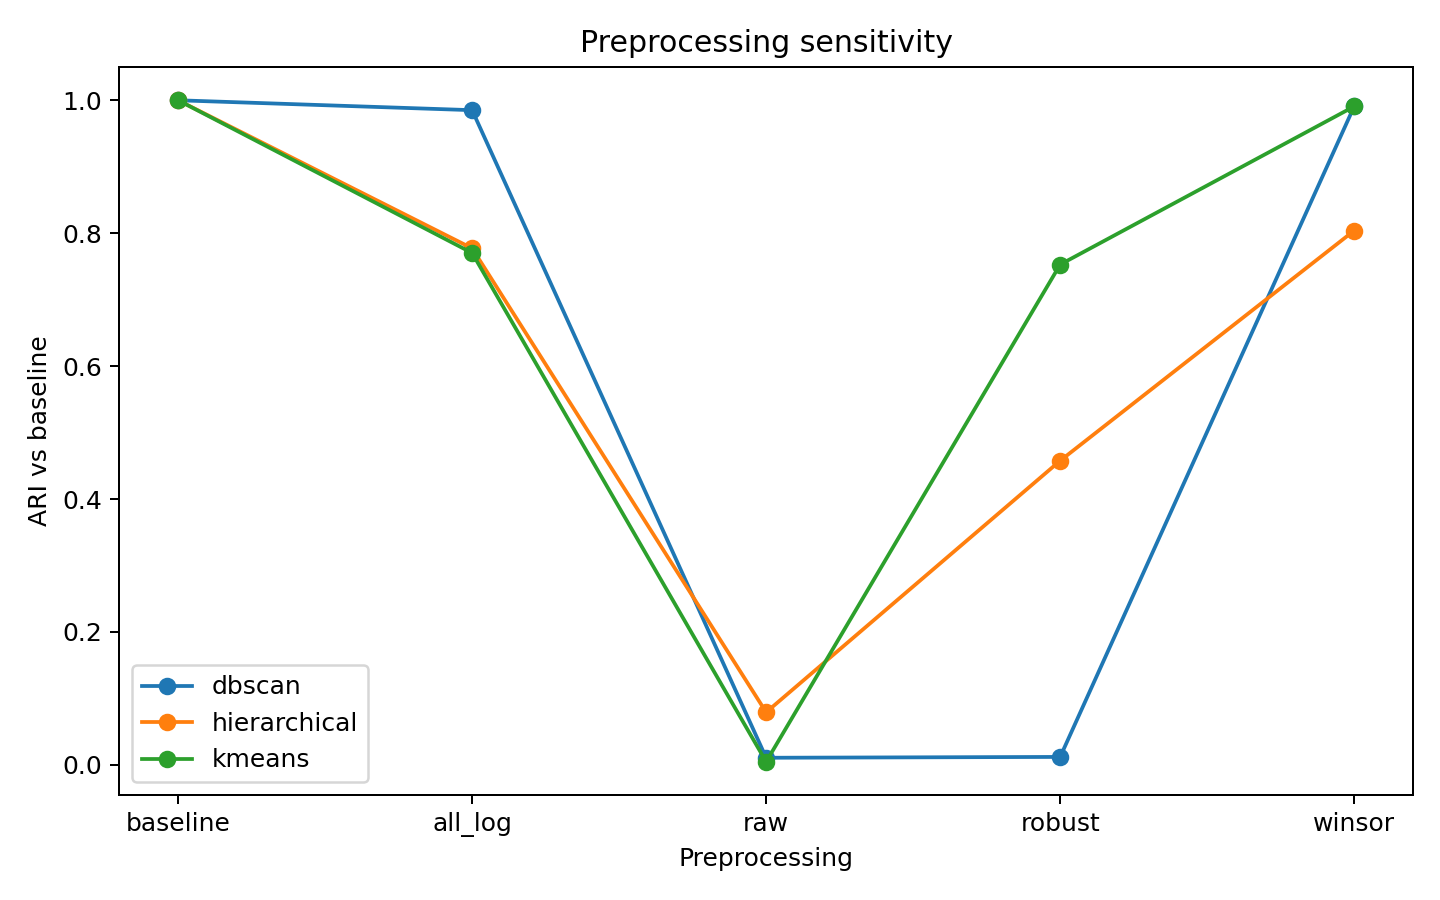 Preprocessing sensitivity
ARI vs baseline
1.0
0.8
0.6
0.4
0.2
0.0
dbscan
hierarchical
kmeans
baseline all_log raw robust winsor
Preprocessing